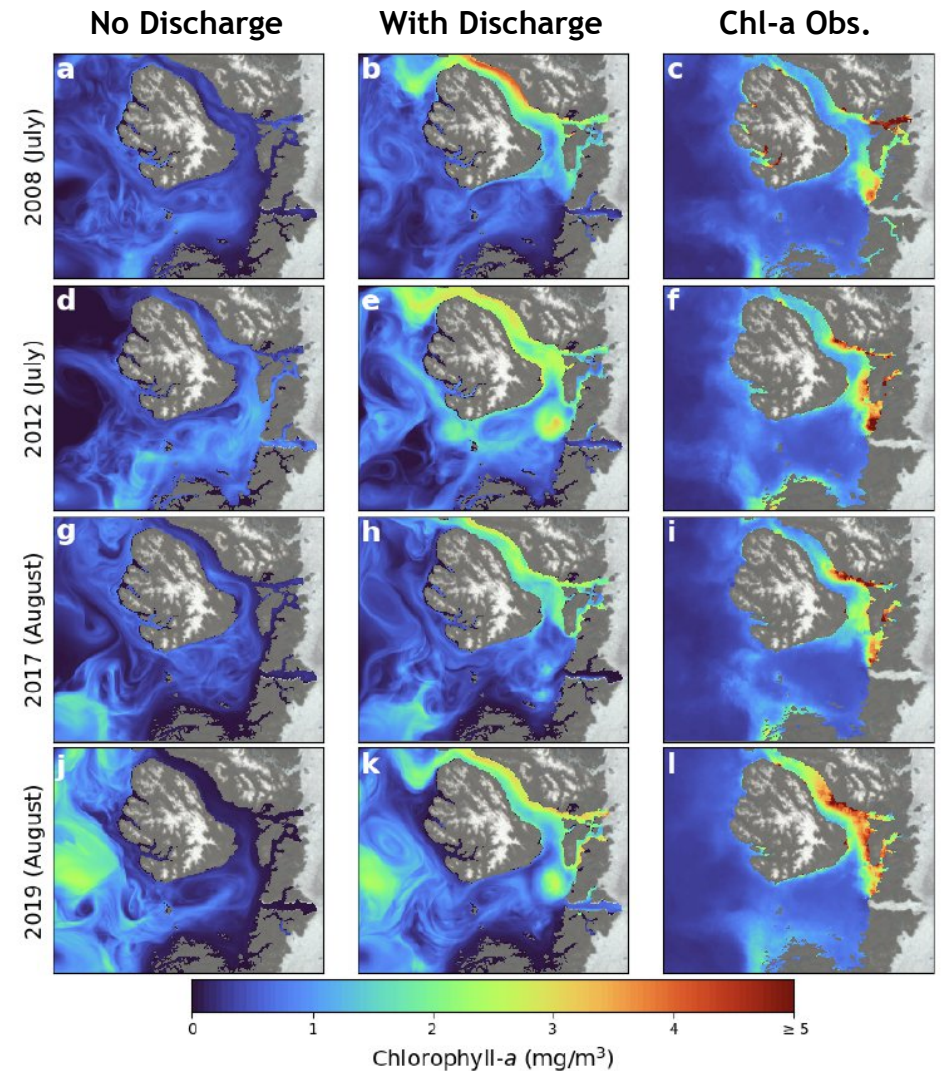 No Discharge With Discharge Chl-a Obs.
2008 (July)
a b c
2012 (July)
d e f
2017 (August)
g h i
2019 (August)
j k l
0 1 2 3 4 ≥ 5
Chlorophyll-a (mg/m³)